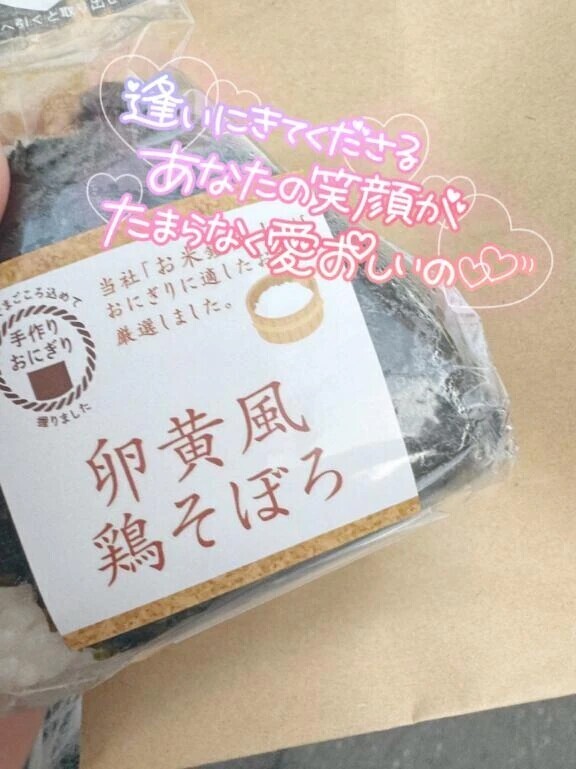 逢いにきてくださる
あなたの笑顔が
たまらなく愛おしいの
当社「お米
おにぎりに適した
厳選しました。
まごころ込めて
手作り
おにぎり
握りました
卵黄風
鶏そぼろ